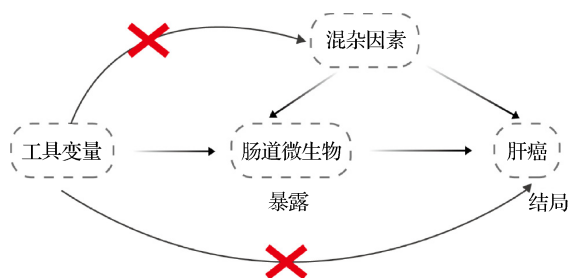 混杂因素
工具变量
肠道微生物
肝癌
暴露
结局